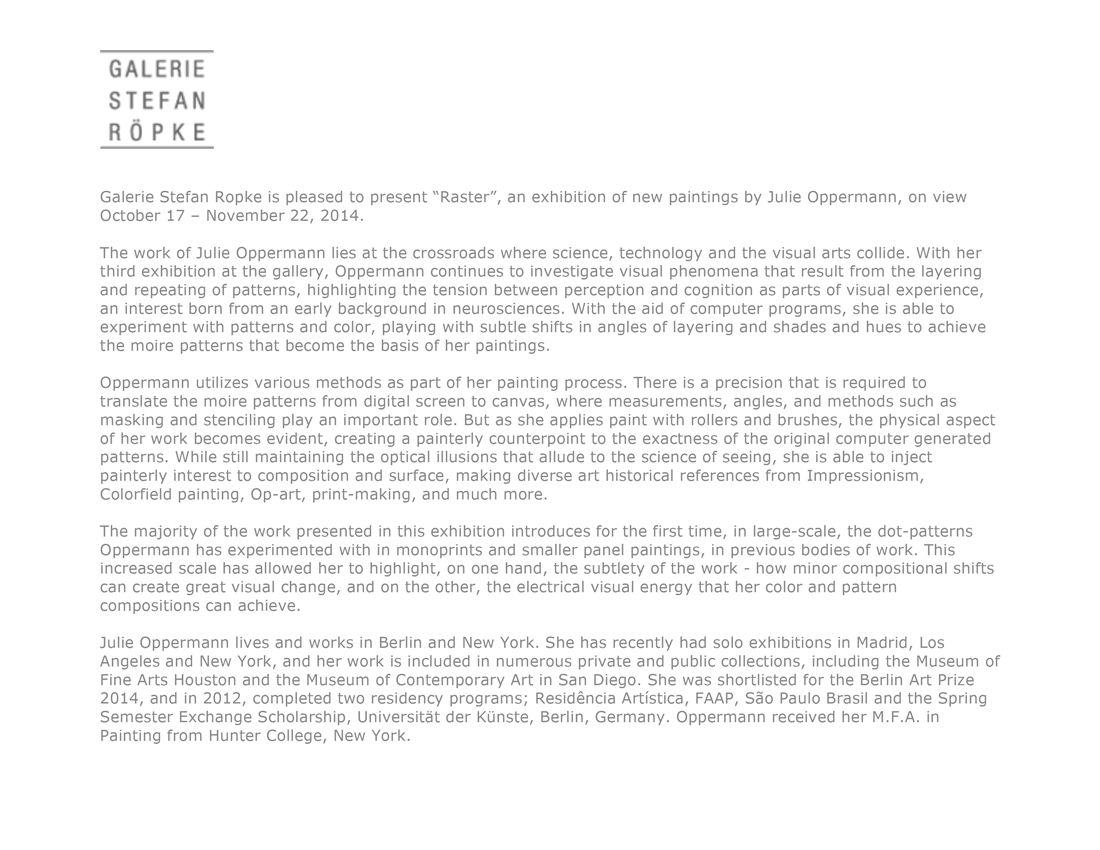 GALERIE
STEFAN
RÖPKE
Galerie Stefan Ropke is pleased to present “Raster”, an exhibition of new paintings by Julie Oppermann, on view
October 17 – November 22, 2014.
The work of Julie Oppermann lies at the crossroads where science, technology and the visual arts collide. With her
third exhibition at the gallery, Oppermann continues to investigate visual phenomena that result from the layering
and repeating of patterns, highlighting the tension between perception and cognition as parts of visual experience,
an interest born from an early background in neurosciences. With the aid of computer programs, she is able to
experiment with patterns and color, playing with subtle shifts in angles of layering and shades and hues to achieve
the moire patterns that become the basis of her paintings.
Oppermann utilizes various methods as part of her painting process. There is a precision that is required to
translate the moire patterns from digital screen to canvas, where measurements, angles, and methods such as
masking and stenciling play an important role. But as she applies paint with rollers and brushes, the physical aspect
of her work becomes evident, creating a painterly counterpoint to the exactness of the original computer generated
patterns. While still maintaining the optical illusions that allude to the science of seeing, she is able to inject
painterly interest to composition and surface, making diverse art historical references from Impressionism,
Colorfield painting, Op-art, print-making, and much more.
The majority of the work presented in this exhibition introduces for the first time, in large-scale, the dot-patterns
Oppermann has experimented with in monoprints and smaller panel paintings, in previous bodies of work. This
increased scale has allowed her to highlight, on one hand, the subtlety of the work - how minor compositional shifts
can create great visual change, and on the other, the electrical visual energy that her color and pattern
compositions can achieve.
Julie Oppermann lives and works in Berlin and New York. She has recently had solo exhibitions in Madrid, Los
Angeles and New York, and her work is included in numerous private and public collections, including the Museum of
Fine Arts Houston and the Museum of Contemporary Art in San Diego. She was shortlisted for the Berlin Art Prize
2014, and in 2012, completed two residency programs; Residência Artística, FAAP, São Paulo Brasil and the Spring
Semester Exchange Scholarship, Universität der Künste, Berlin, Germany. Oppermann received her M.F.A. in
Painting from Hunter College, New York.